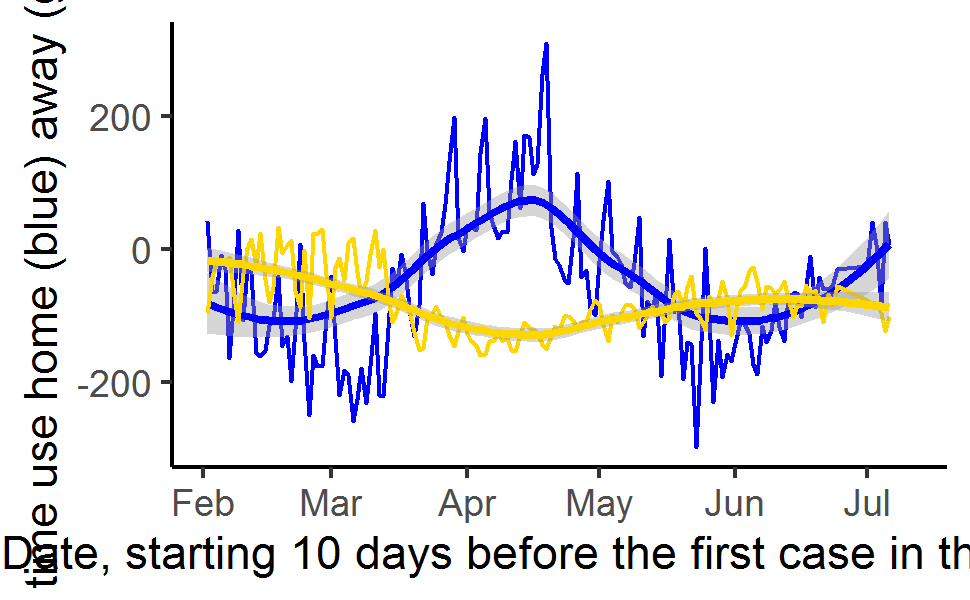 time use home (blue) away (
200
0
-200
Feb Mar Apr May Jun Jul
Date, starting 10 days before the first case in th